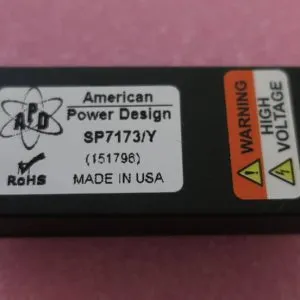 APD
American
Power Design
SP7173/Y
(151796)
RoHS
MADE IN USA
WARNING
HIGH
VOLTAGE